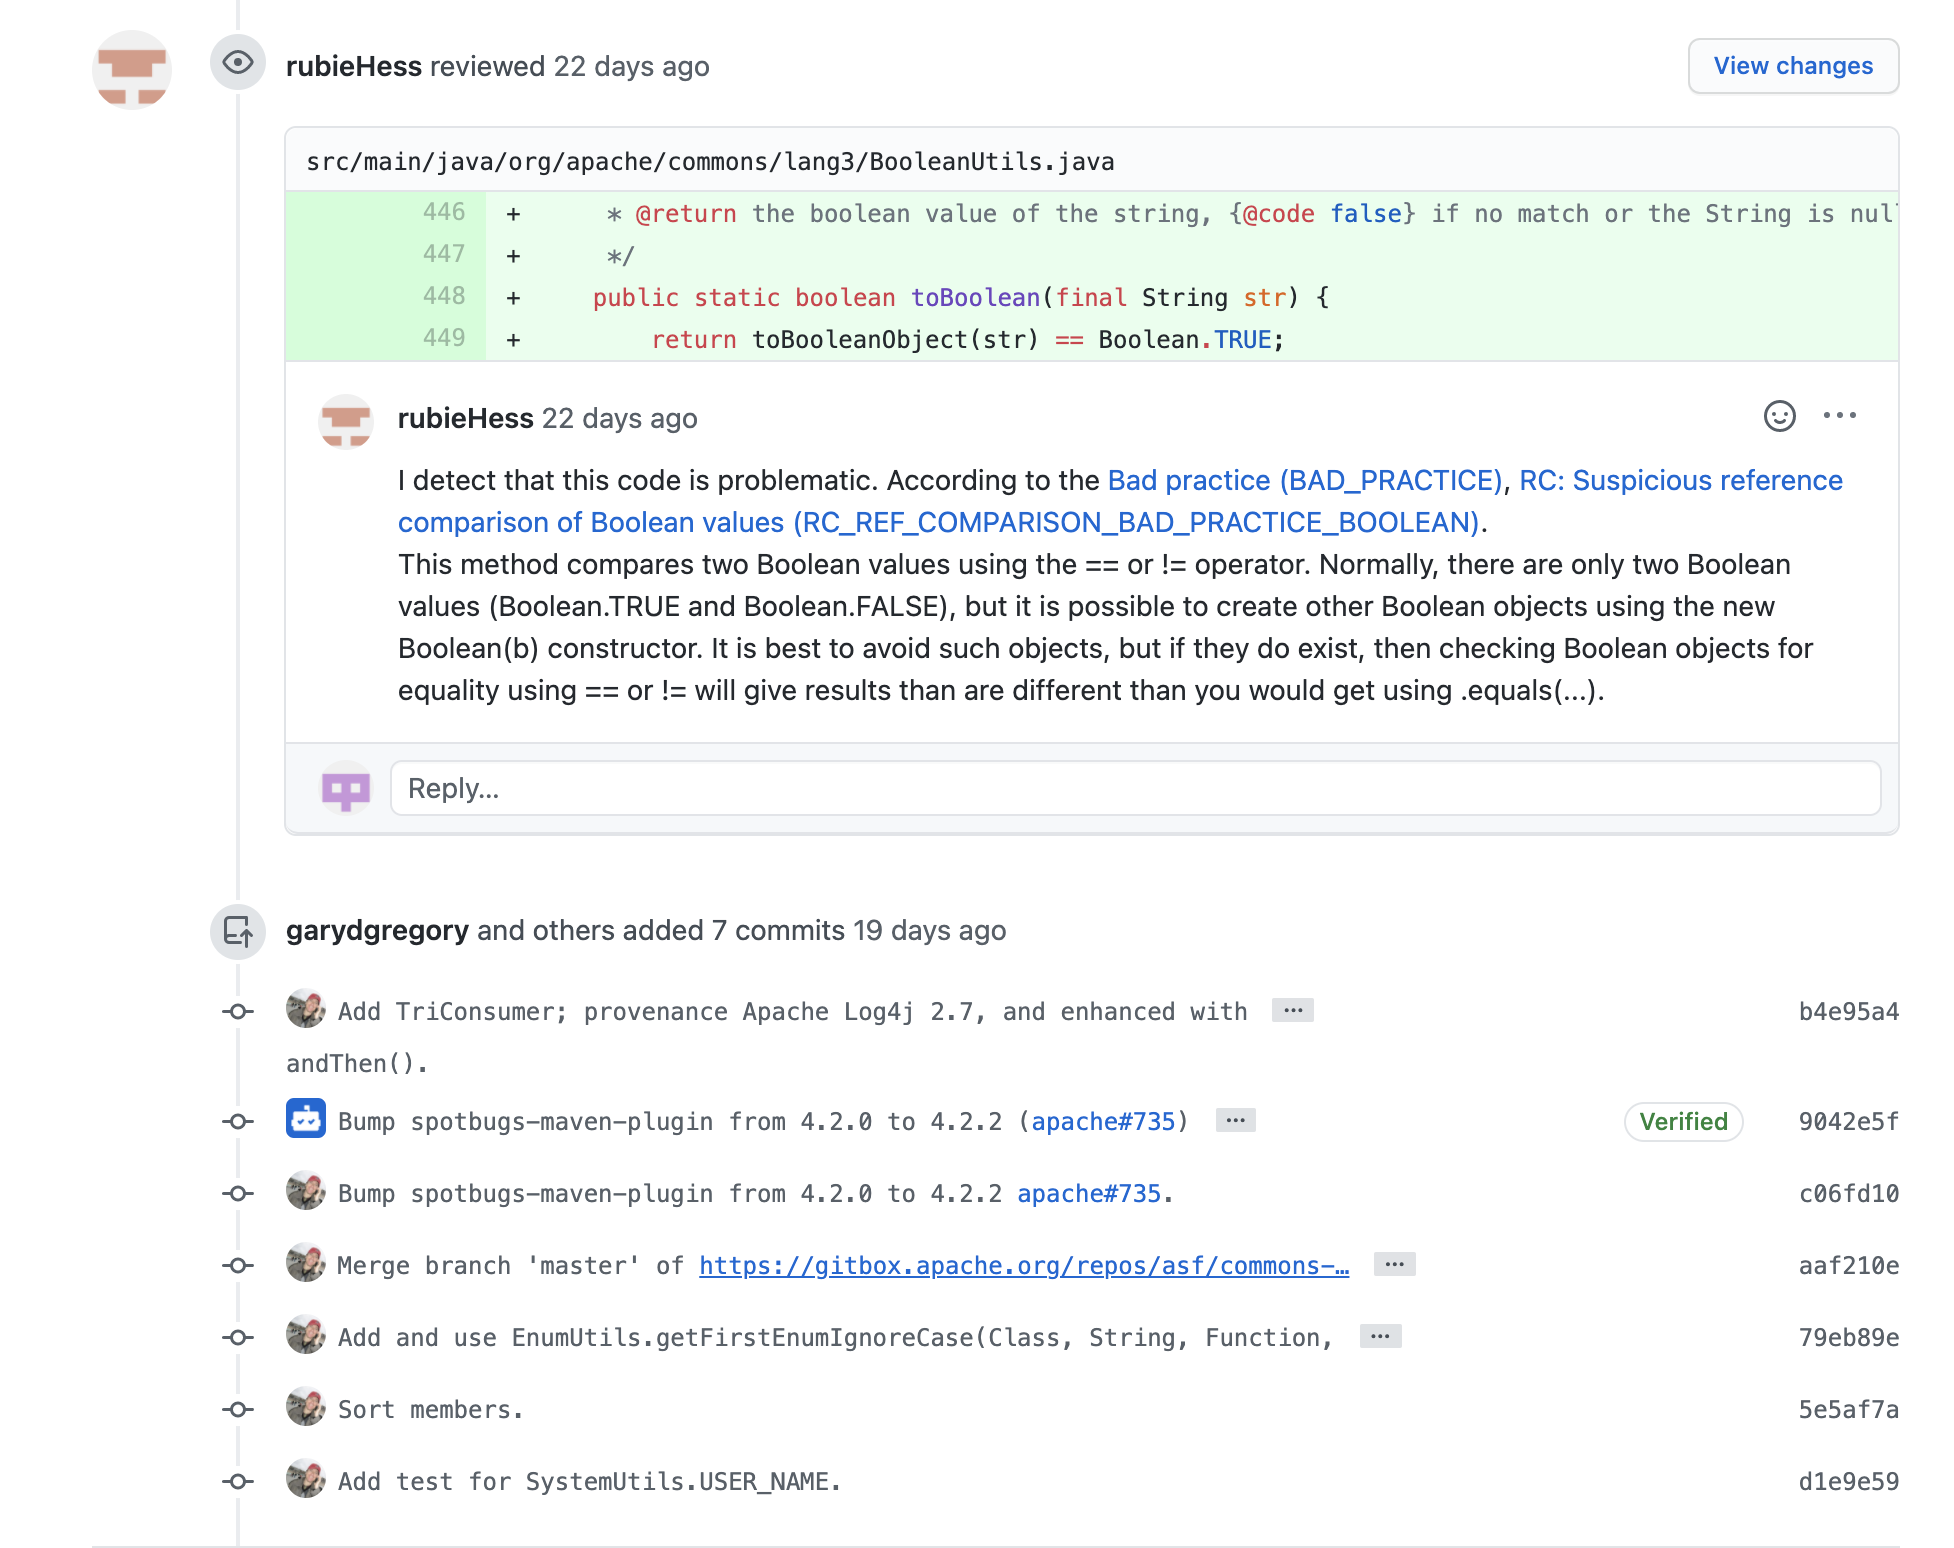 rubieHess reviewed 22 days ago
View changes
src/main/java/org/apache/commons/lang3/BooleanUtils.java
446 + * @return the boolean value of the string, {@code false} if no match or the String is nul
447 + */
448 + public static boolean toBoolean(final String str) {
449 + return toBooleanObject(str) == Boolean.TRUE;
rubieHess 22 days ago
I detect that this code is problematic. According to the Bad practice (BAD_PRACTICE), RC: Suspicious reference
comparison of Boolean values (RC_REF_COMPARISON_BAD_PRACTICE_BOOLEAN).
This method compares two Boolean values using the == or != operator. Normally, there are only two Boolean
values (Boolean.TRUE and Boolean.FALSE), but it is possible to create other Boolean objects using the new
Boolean(b) constructor. It is best to avoid such objects, but if they do exist, then checking Boolean objects for
equality using == or != will give results than are different than you would get using .equals(...).
Reply...
garydgregory and others added 7 commits 19 days ago
Add TriConsumer; provenance Apache Log4j 2.7, and enhanced with ... b4e95a4
andThen().
Bump spotbugs-maven-plugin from 4.2.0 to 4.2.2 (apache#735) ... Verified 9042e5f
Bump spotbugs-maven-plugin from 4.2.0 to 4.2.2 apache#735. c06fd10
Merge branch 'master' of https://gitbox.apache.org/repos/asf/commons-… ... aaf210e
Add and use EnumUtils.getFirstEnumIgnoreCase(Class, String, Function, ... 79eb89e
Sort members. 5e5af7a
Add test for SystemUtils.USER_NAME. d1e9e59